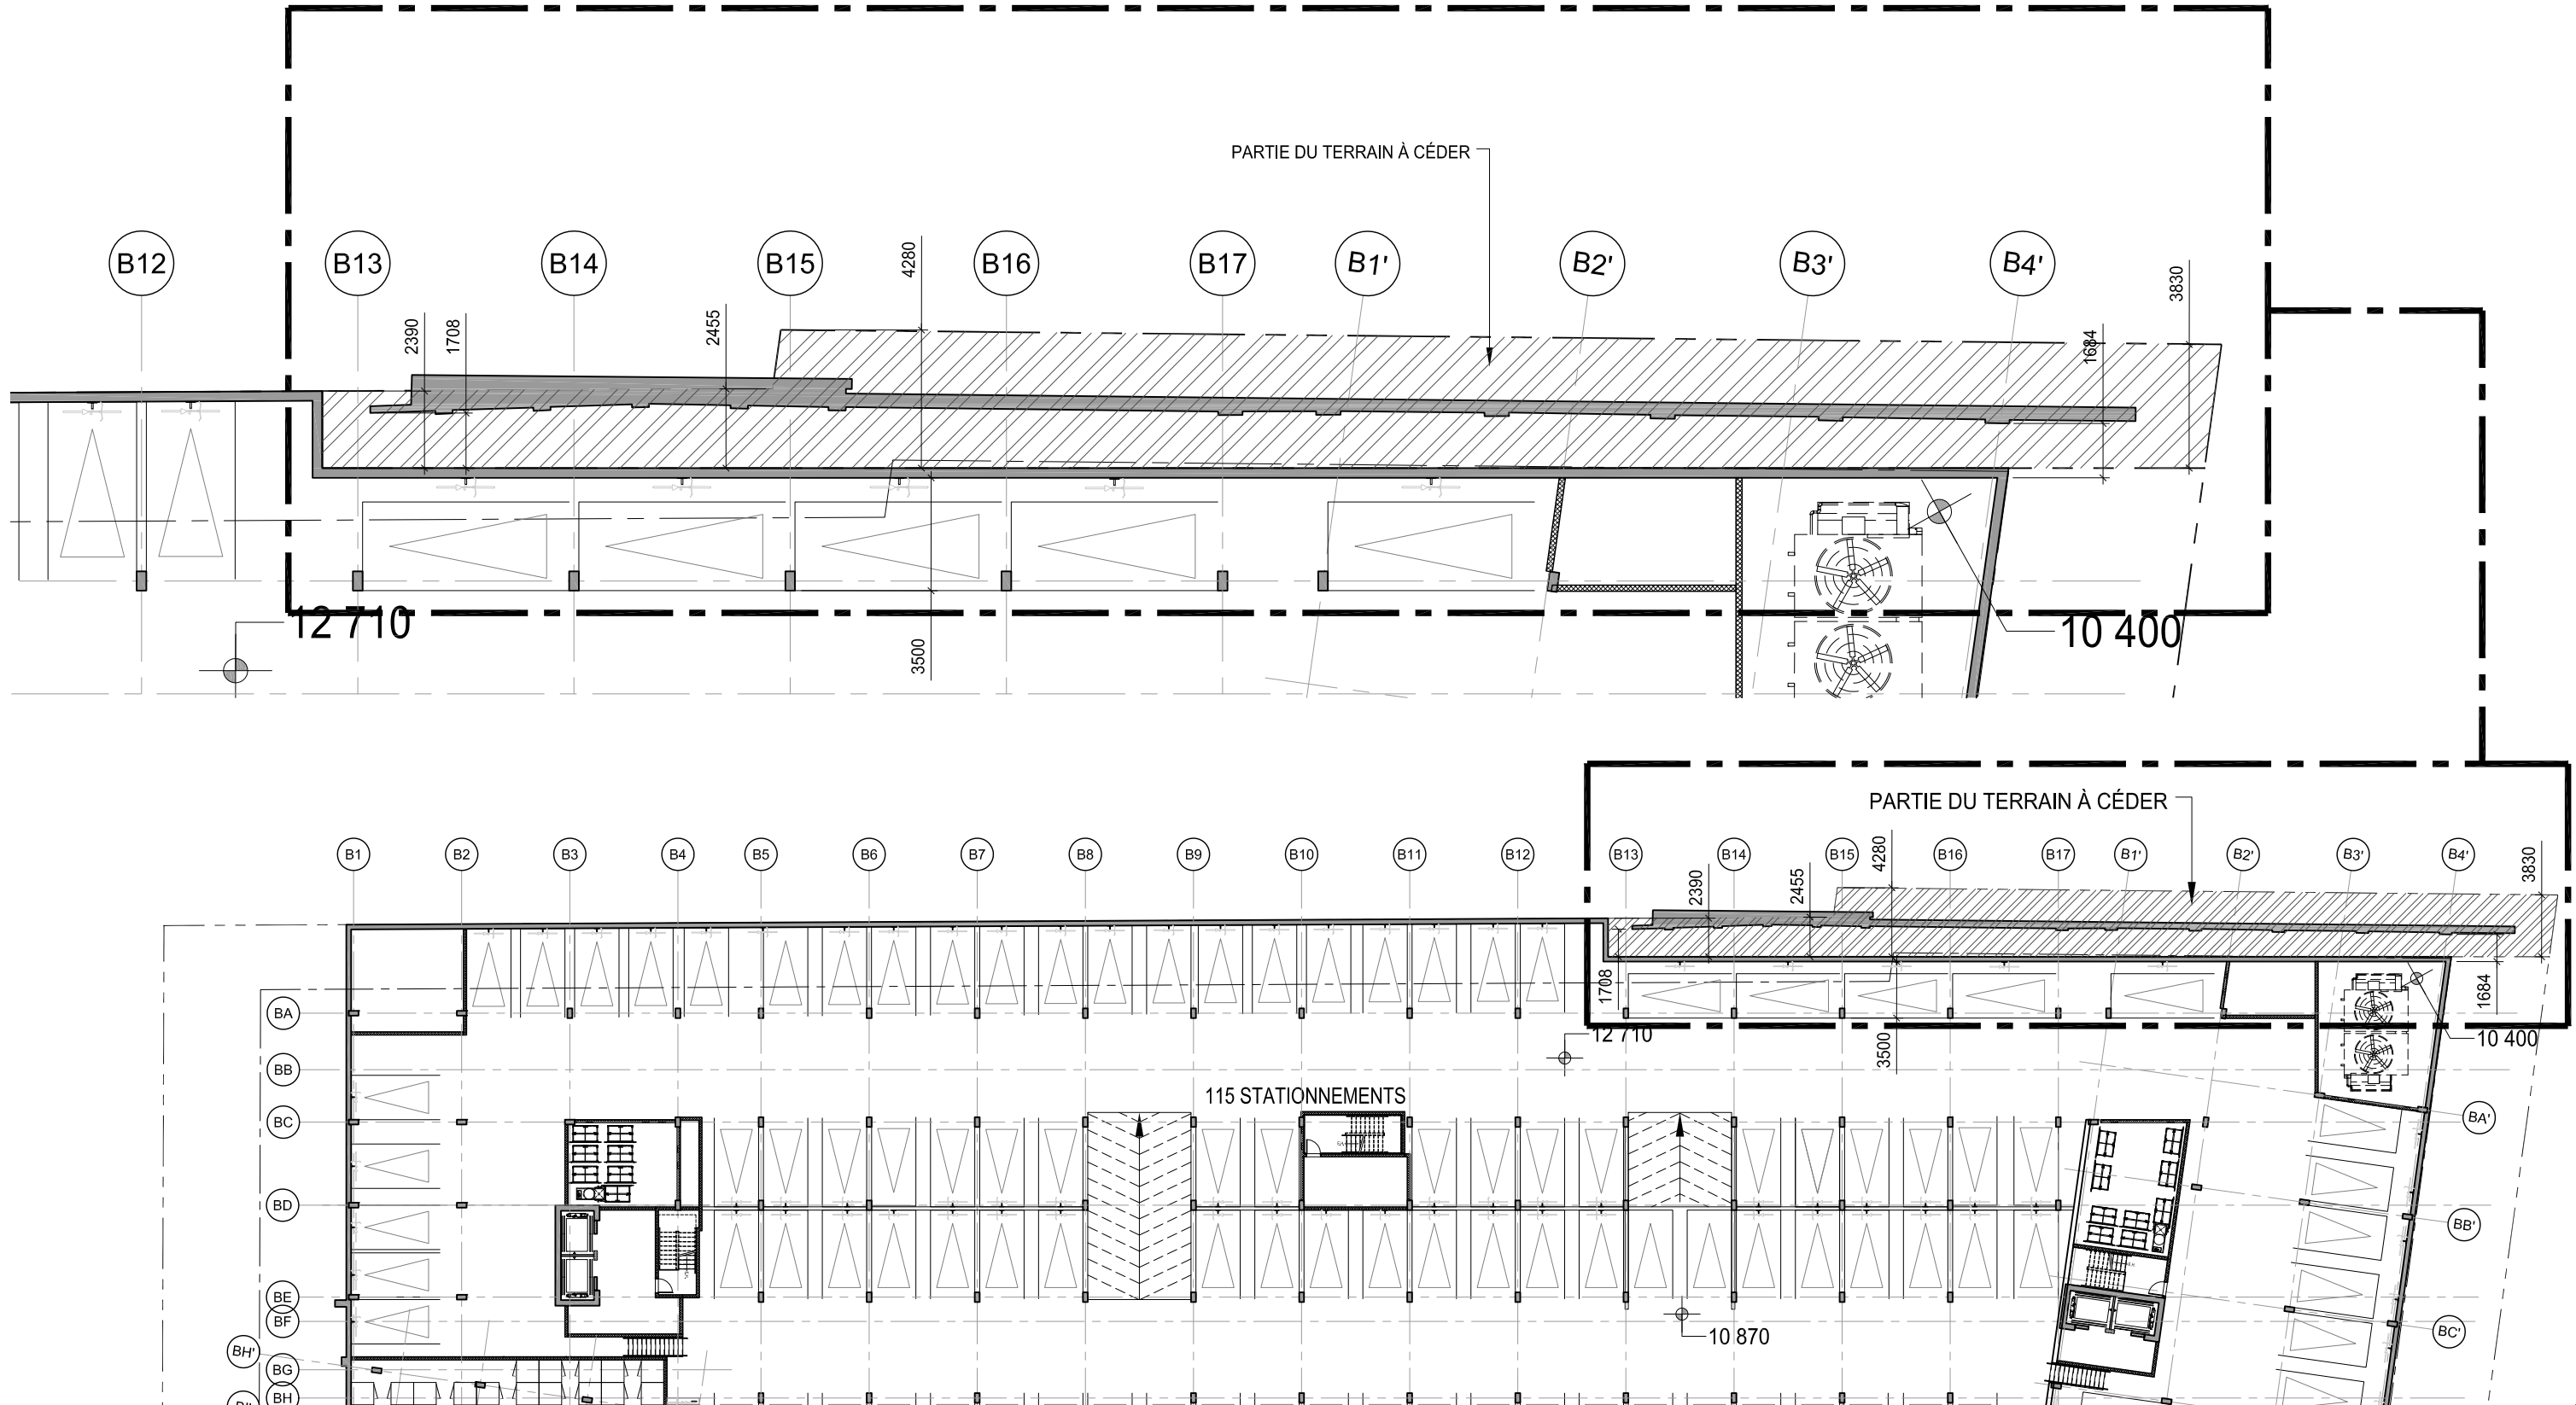 PARTIE DU TERRAIN À CÉDER
B12
B13
B14
B15
B16
B17
B1'
B2'
B3'
B4'
2390
1708
2455
4280
3830
1684
12 710
3500
10 400
PARTIE DU TERRAIN À CÉDER
B1
B2
B3
B4
B5
B6
B7
B8
B9
B10
B11
B12
B13
B14
B15
B16
B17
B1'
B2'
B3'
B4'
2390
2455
4280
3830
1708
1684
BA
12 710
3500
10 400
BB
115 STATIONNEMENTS
BC
BA'
BD
BB'
BE
BF
10 870
BC'
BH'
BG
BH